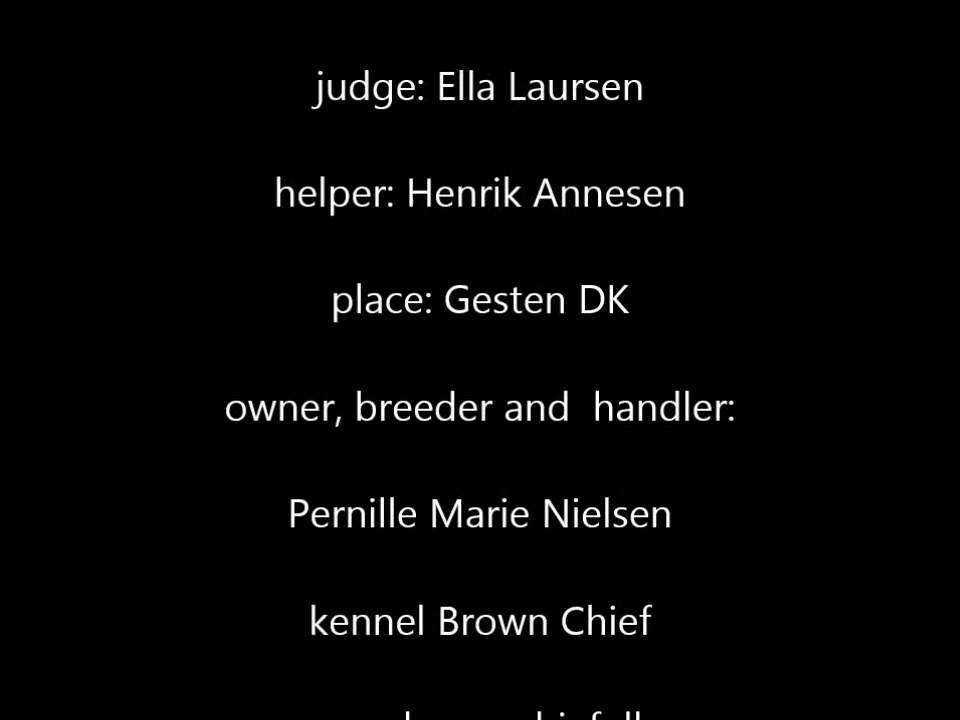 judge: Ella Laursen
helper: Henrik Annesen
place: Gesten DK
owner, breeder and  handler:
Pernille Marie Nielsen
kennel Brown Chief